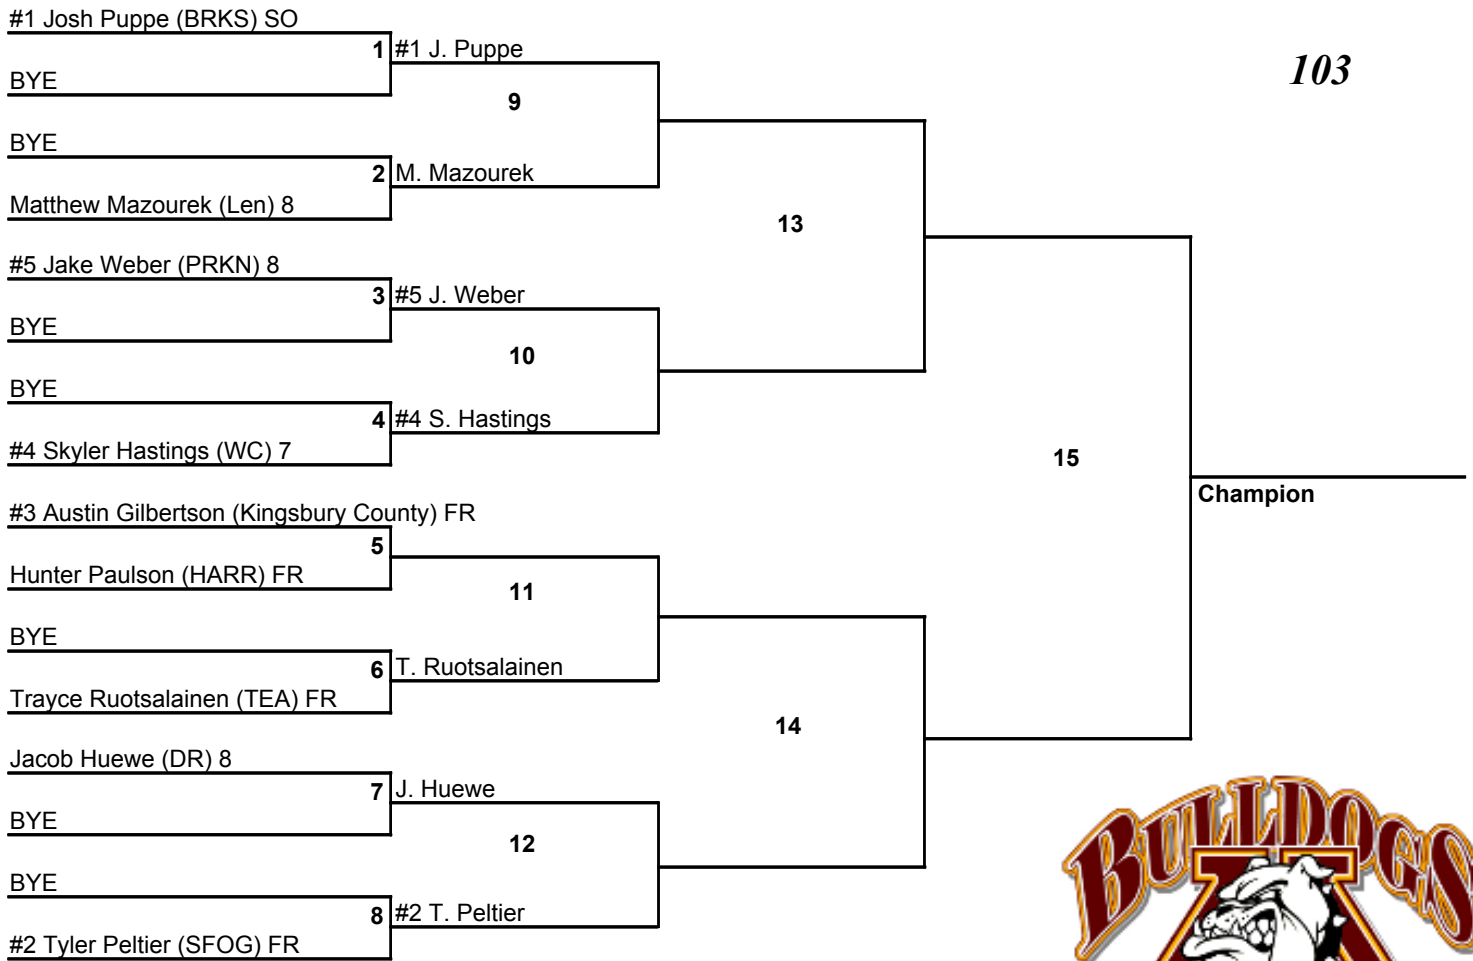 #1 Josh Puppe (BRKS) SO
1 #1 J. Puppe
103
BYE
9
BYE
2 M. Mazourek
Matthew Mazourek (Len) 8
13
#5 Jake Weber (PRKN) 8
3 #5 J. Weber
BYE
10
BYE
4 #4 S. Hastings
#4 Skyler Hastings (WC) 7
15
Champion
#3 Austin Gilbertson (Kingsbury County) FR
5
Hunter Paulson (HARR) FR
11
BYE
6 T. Ruotsalainen
Trayce Ruotsalainen (TEA) FR
14
Jacob Huewe (DR) 8
7 J. Huewe
BYE
12
BYE
8 #2 T. Peltier
#2 Tyler Peltier (SFOG) FR
BULLDOGS